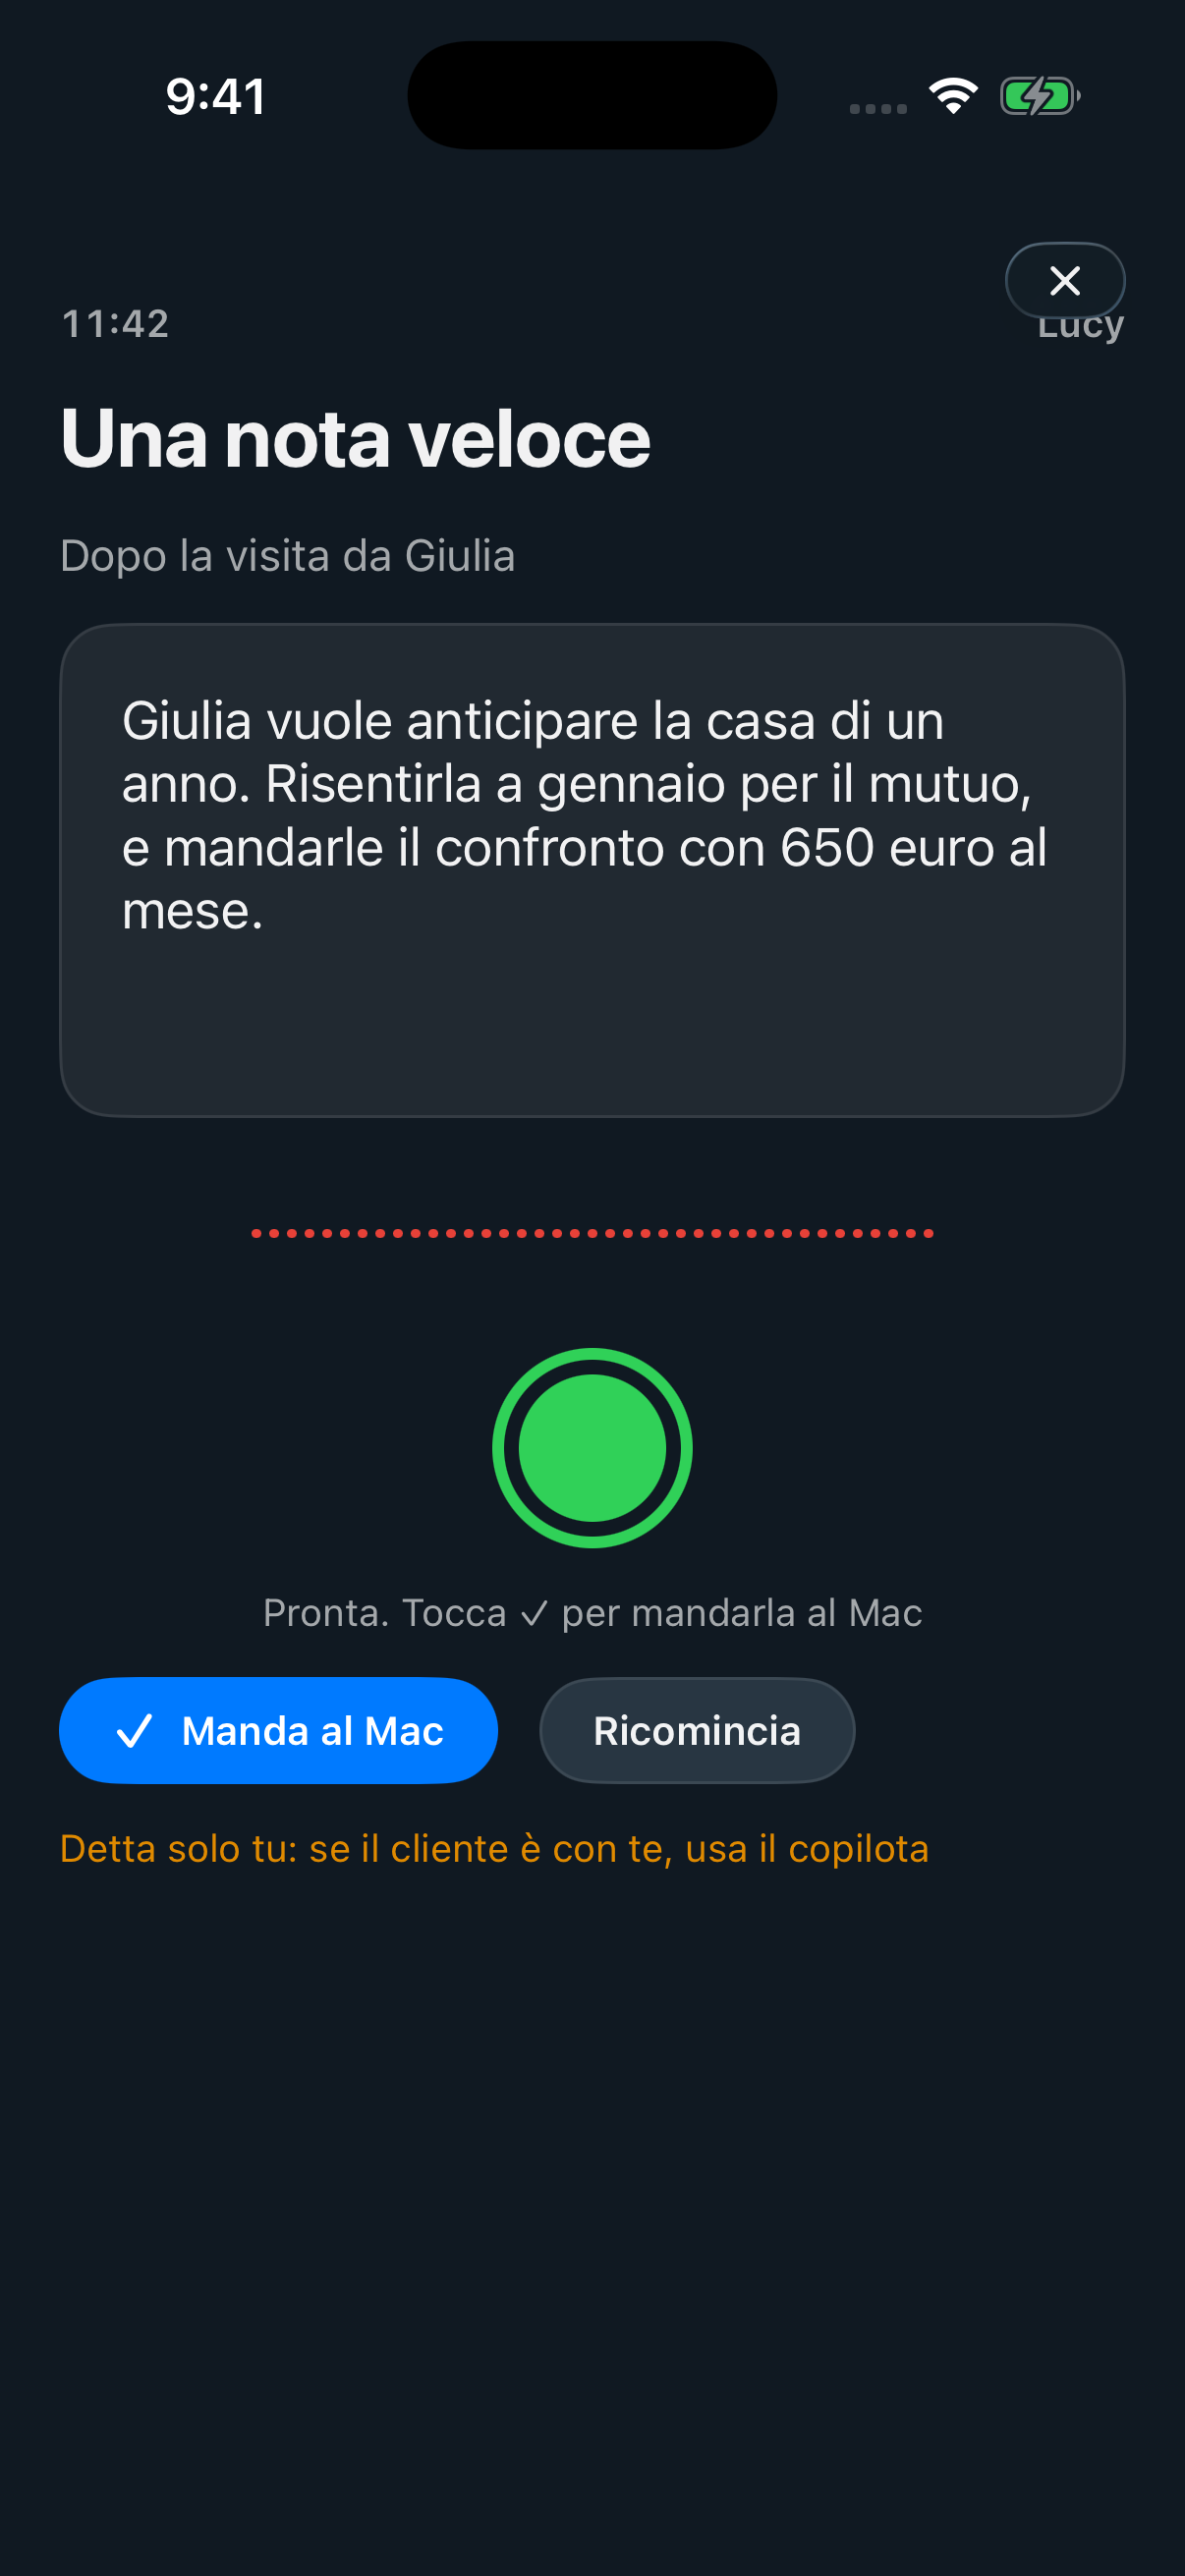 9:41
11:42
Lucy
Una nota veloce
Dopo la visita da Giulia
Giulia vuole anticipare la casa di un
anno. Risentirla a gennaio per il mutuo,
e mandarle il confronto con 650 euro al
mese.
Pronta. Tocca ✓ per mandarla al Mac
✓ Manda al Mac
Ricomincia
Detta solo tu: se il cliente è con te, usa il copilota